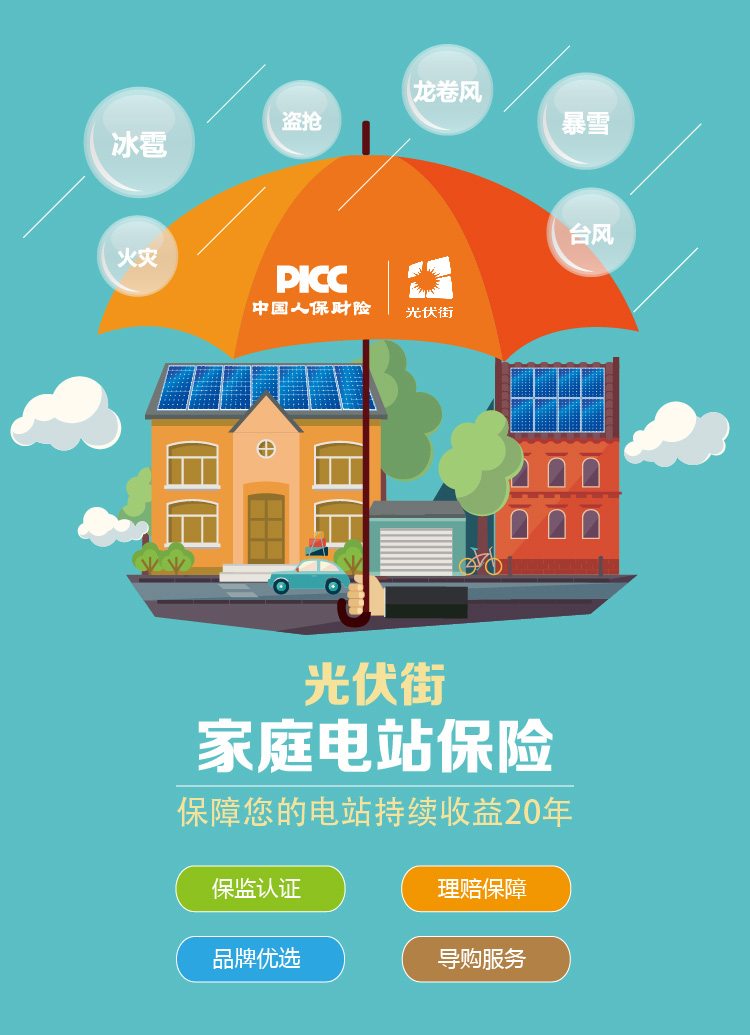 龙卷风
盗抢
暴雪
冰雹
台风
火灾
PICC
中国人保财险
光伏街
光伏街
家庭电站保险
保障您的电站持续收益20年
保监认证
理赔保障
品牌优选
导购服务